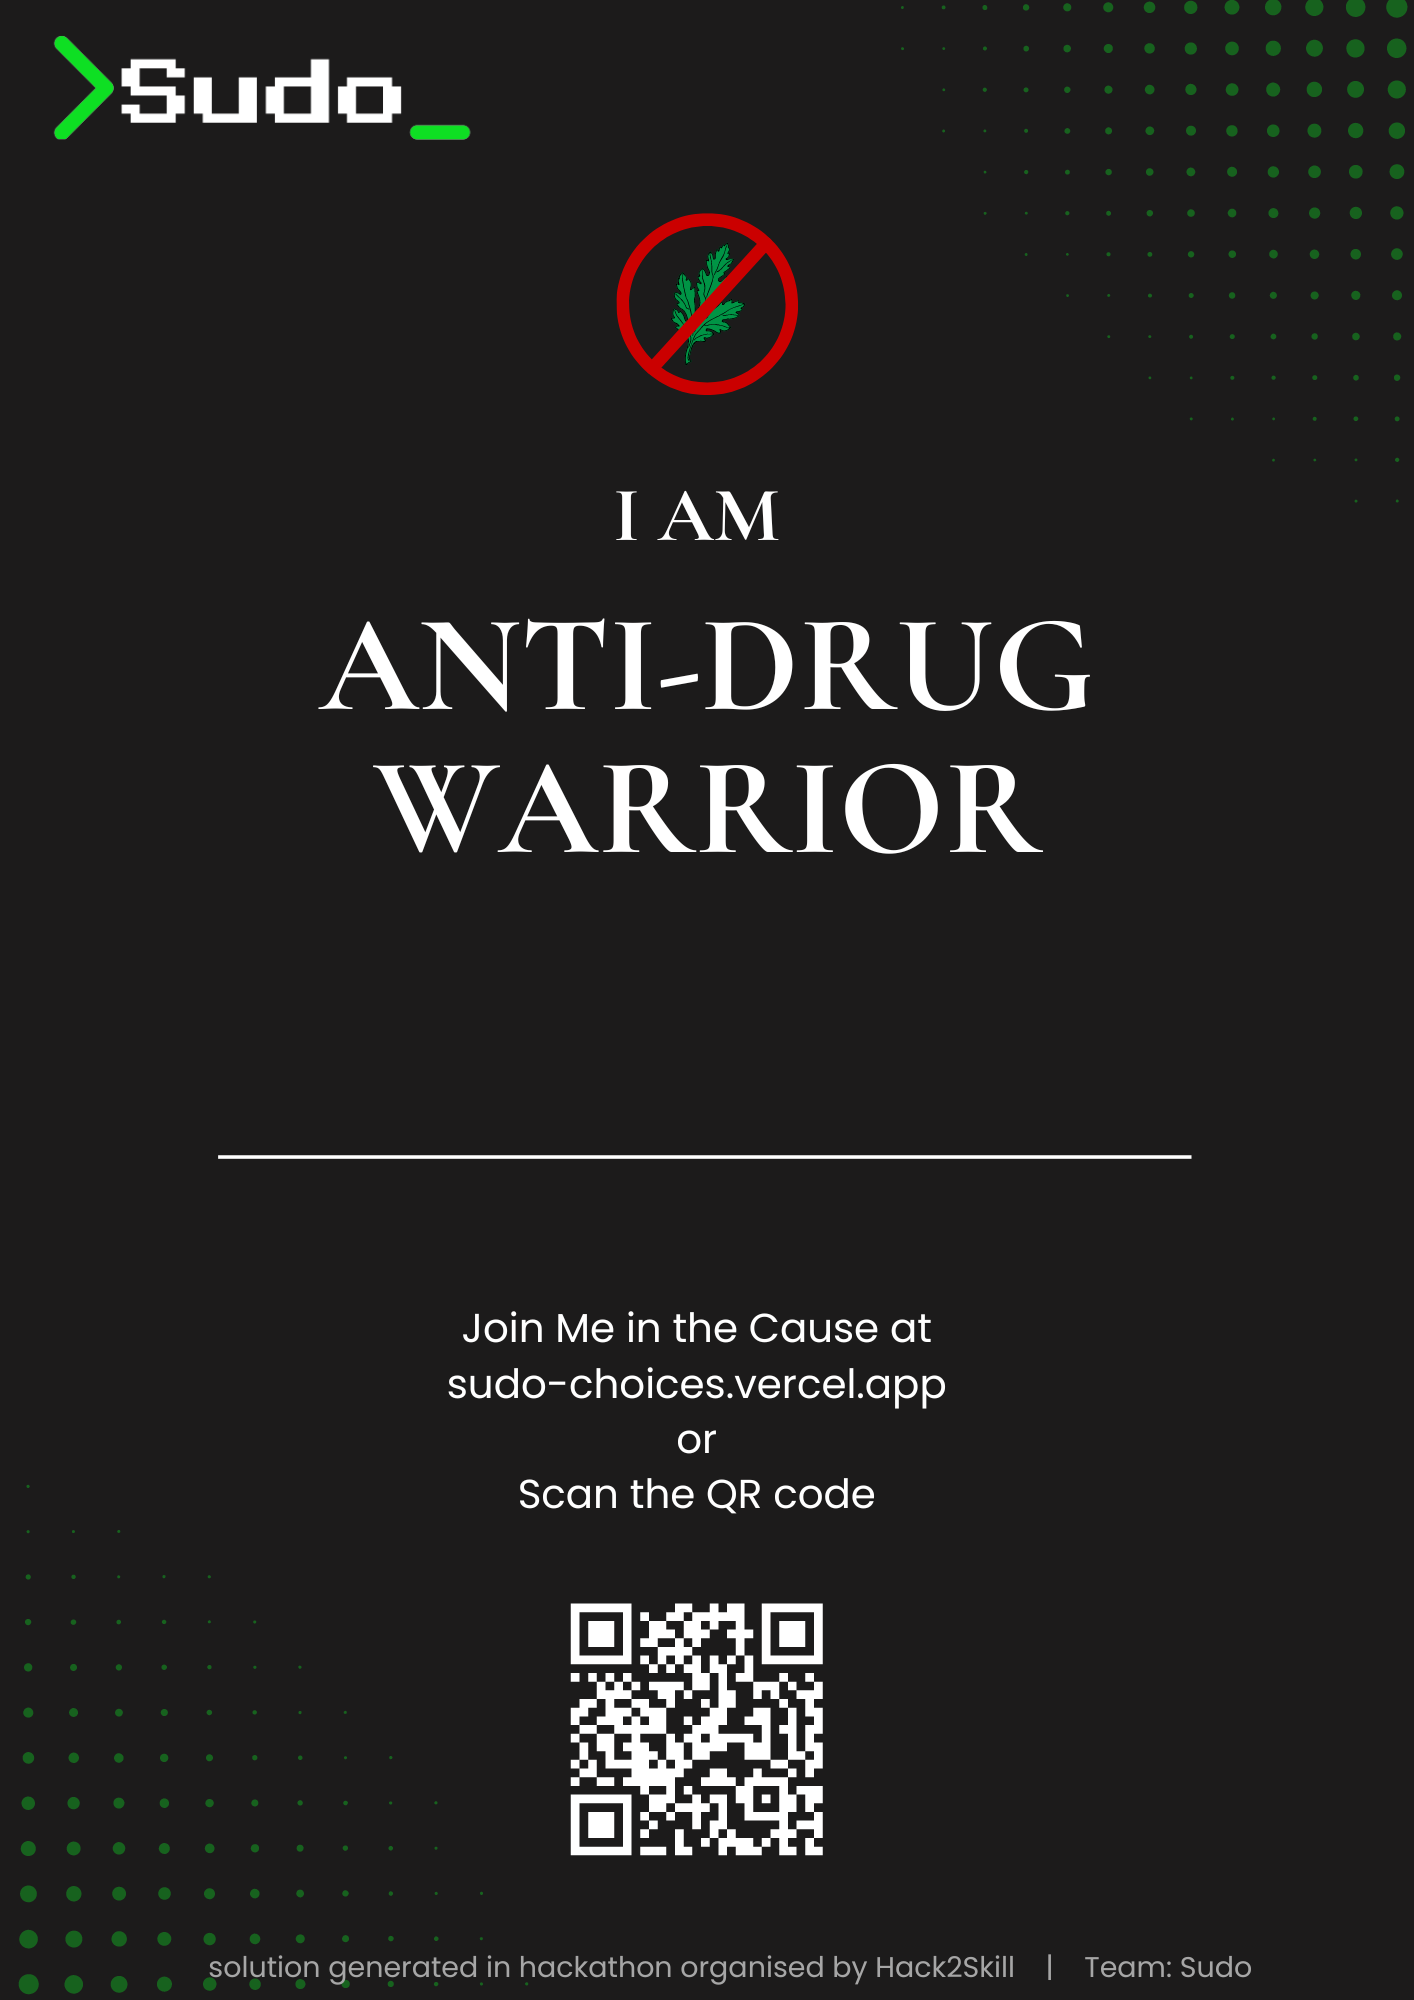 >Sudo_
I AM
ANTI-DRUG
WARRIOR
Join Me in the Cause at
sudo-choices.vercel.app
or
Scan the QR code
solution generated in hackathon organised by Hack2Skill | Team: Sudo